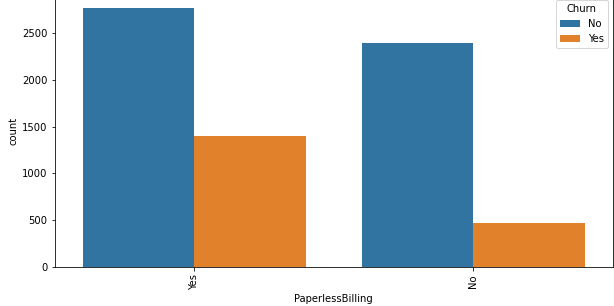 Churn
No
Yes
2500
2000
1500
1000
500
0
count
Yes
No
PaperlessBilling